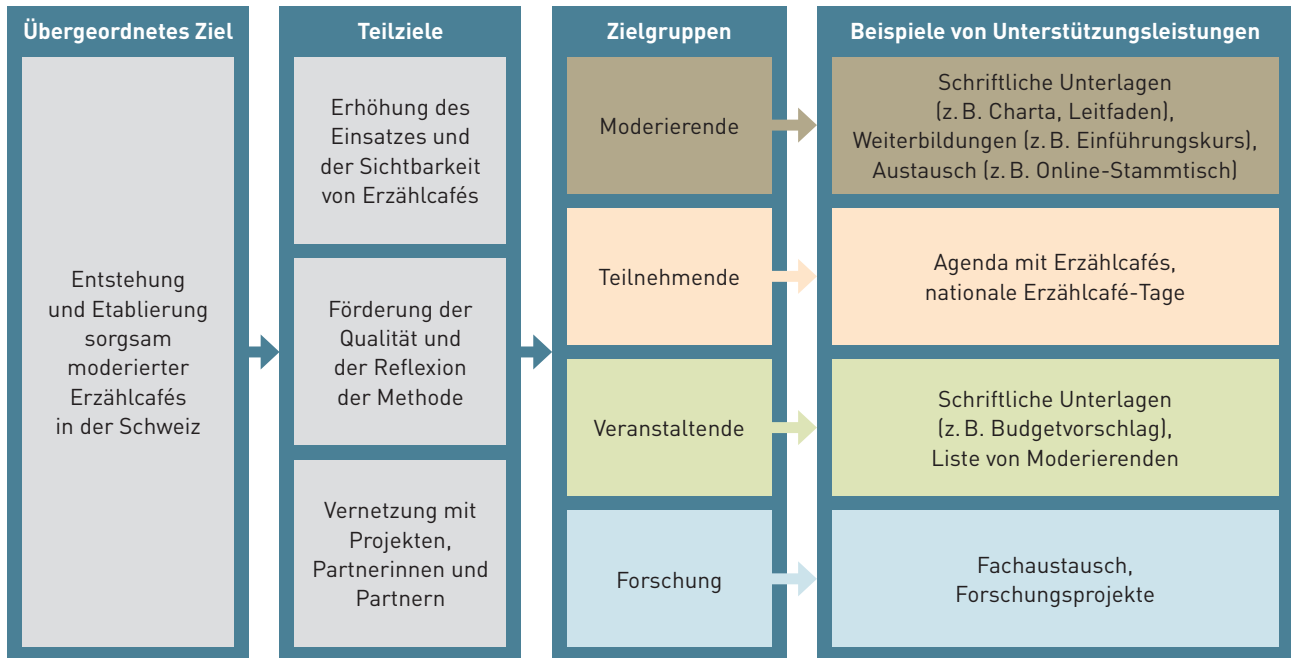 Übergeordnetes Ziel
Entstehung
und Etablierung
sorgsam
moderierter
Erzählcafés
in der Schweiz
Teilziele
Erhöhung des
Einsatzes und
der Sichtbarkeit
von Erzählcafés
Förderung der
Qualität und
der Reflexion
der Methode
Vernetzung mit
Projekten,
Partnerinnen und
Partnern
Zielgruppen
Moderierende
Teilnehmende
Veranstaltende
Forschung
Beispiele von Unterstützungsleistungen
Schriftliche Unterlagen
(z. B. Charta, Leitfaden),
Weiterbildungen (z. B. Einführungskurs),
Austausch (z. B. Online-Stammtisch)
Agenda mit Erzählcafés,
nationale Erzählcafé-Tage
Schriftliche Unterlagen
(z. B. Budgetvorschlag),
Liste von Moderierenden
Fachaustausch,
Forschungsprojekte